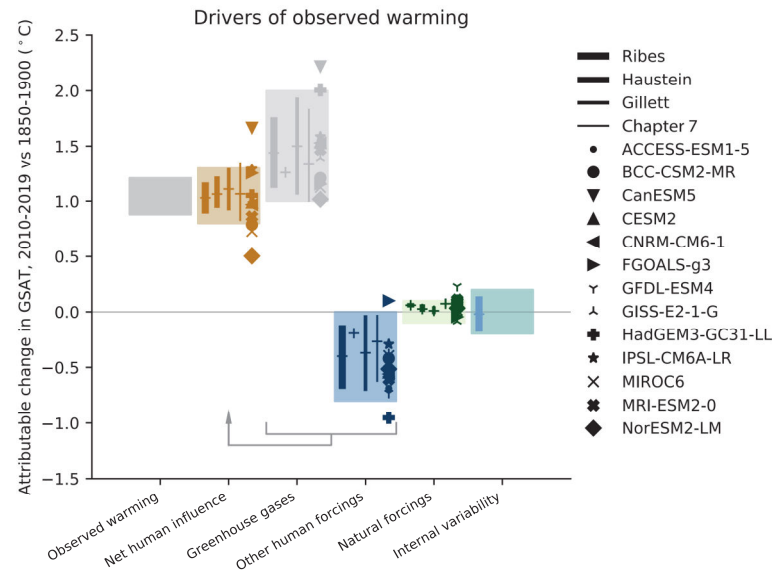 Drivers of observed warming
Attributable change in GSAT, 2010-2019 vs 1850-1900 (°C)
2.5
2.0
1.5
1.0
0.5
0.0
−0.5
−1.0
−1.5
Observed warming
Net human influence
Greenhouse gases
Other human forcings
Natural forcings
Internal variability
Ribes
Haustein
Gillett
Chapter 7
ACCESS-ESM1-5
BCC-CSM2-MR
CanESM5
CESM2
CNRM-CM6-1
FGOALS-g3
GFDL-ESM4
GISS-E2-1-G
HadGEM3-GC31-LL
IPSL-CM6A-LR
MIROC6
MRI-ESM2-0
NorESM2-LM